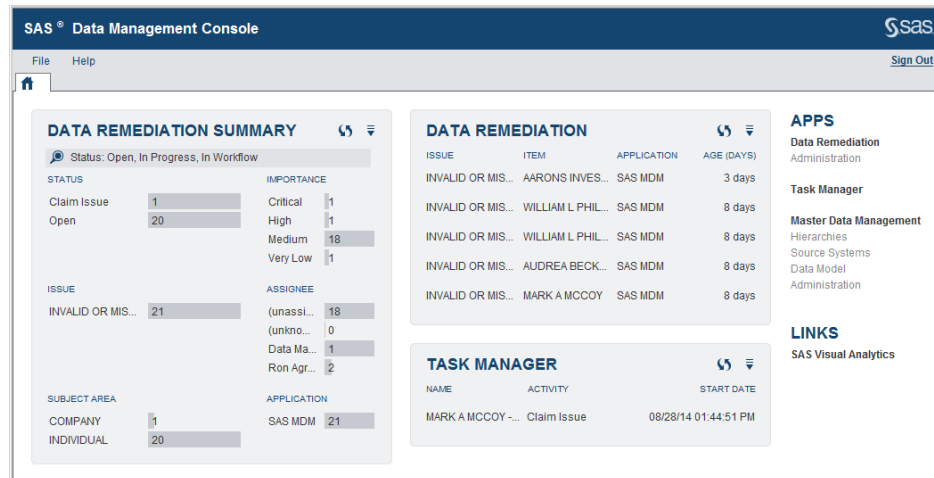 SAS ® Data Management Console
sas
File Help
Sign Out
DATA REMEDIATION SUMMARY
Status: Open, In Progress, In Workflow
STATUS
Claim Issue 1
Open 20
IMPORTANCE
Critical 1
High 1
Medium 18
Very Low 1
ISSUE
INVALID OR MIS... 21
ASSIGNEE
(unassi... 18
(unkno... 0
Data Ma... 1
Ron Agr... 2
SUBJECT AREA
COMPANY 1
INDIVIDUAL 20
APPLICATION
SAS MDM 21
DATA REMEDIATION
ISSUE ITEM APPLICATION AGE (DAYS)
INVALID OR MIS... AARONS INVES... SAS MDM 3 days
INVALID OR MIS... WILLIAM L PHIL... SAS MDM 8 days
INVALID OR MIS... WILLIAM L PHIL... SAS MDM 8 days
INVALID OR MIS... AUDREA BECK... SAS MDM 8 days
INVALID OR MIS... MARK A MCCOY SAS MDM 8 days
TASK MANAGER
NAME ACTIVITY START DATE
MARK A MCCOY -... Claim Issue 08/28/14 01:44:51 PM
APPS
Data Remediation
Administration
Task Manager
Master Data Management
Hierarchies
Source Systems
Data Model
Administration
LINKS
SAS Visual Analytics